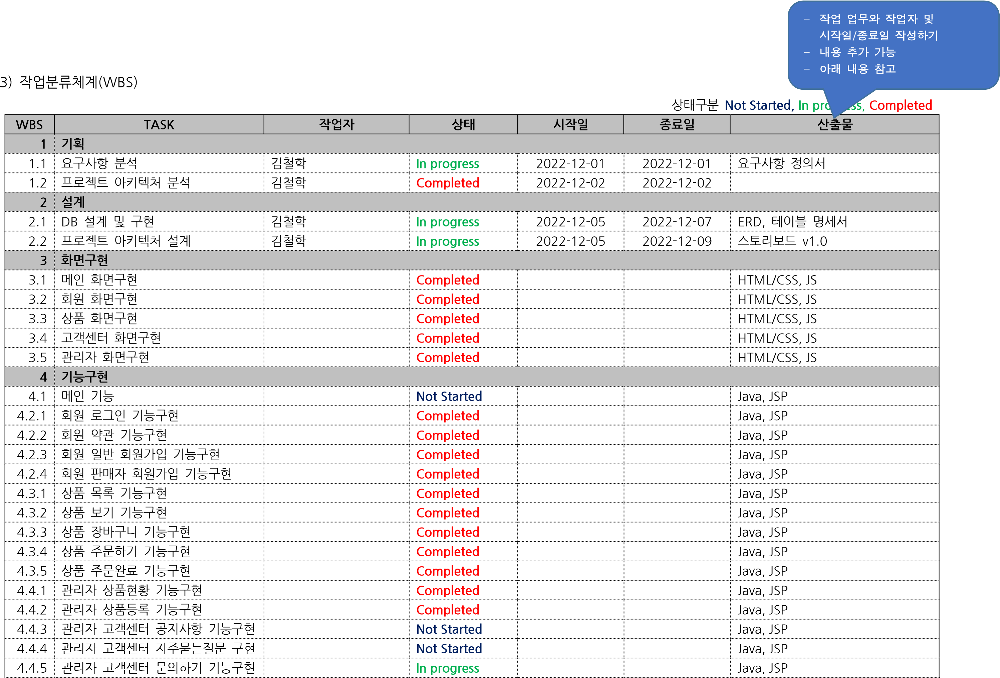 - 작업 업무와 작업자 및
시작일/종료일 작성하기
- 내용 추가 가능
- 아래 내용 참고
3) 작업분류체계(WBS)
상태구분 Not Started, In progress, Completed
WBS TASK 작업자 상태 시작일 종료일 산출물
1 기획
1.1 요구사항 분석 김철학 In progress 2022-12-01 2022-12-01 요구사항 정의서
1.2 프로젝트 아키텍처 분석 김철학 Completed 2022-12-02 2022-12-02
2 설계
2.1 DB 설계 및 구현 김철학 In progress 2022-12-05 2022-12-07 ERD, 테이블 명세서
2.2 프로젝트 아키텍처 설계 김철학 In progress 2022-12-05 2022-12-09 스토리보드 v1.0
3 화면구현
3.1 메인 화면구현 Completed HTML/CSS, JS
3.2 회원 화면구현 Completed HTML/CSS, JS
3.3 상품 화면구현 Completed HTML/CSS, JS
3.4 고객센터 화면구현 Completed HTML/CSS, JS
3.5 관리자 화면구현 Completed HTML/CSS, JS
4 기능구현
4.1 메인 기능 Not Started Java, JSP
4.2.1 회원 로그인 기능구현 Completed Java, JSP
4.2.2 회원 약관 기능구현 Completed Java, JSP
4.2.3 회원 일반 회원가입 기능구현 Completed Java, JSP
4.2.4 회원 판매자 회원가입 기능구현 Completed Java, JSP
4.3.1 상품 목록 기능구현 Completed Java, JSP
4.3.2 상품 보기 기능구현 Completed Java, JSP
4.3.3 상품 장바구니 기능구현 Completed Java, JSP
4.3.4 상품 주문하기 기능구현 Completed Java, JSP
4.3.5 상품 주문완료 기능구현 Completed Java, JSP
4.4.1 관리자 상품현황 기능구현 Completed Java, JSP
4.4.2 관리자 상품등록 기능구현 Completed Java, JSP
4.4.3 관리자 고객센터 공지사항 기능구현 Not Started Java, JSP
4.4.4 관리자 고객센터 자주묻는질문 구현 Not Started Java, JSP
4.4.5 관리자 고객센터 문의하기 기능구현 In progress Java, JSP